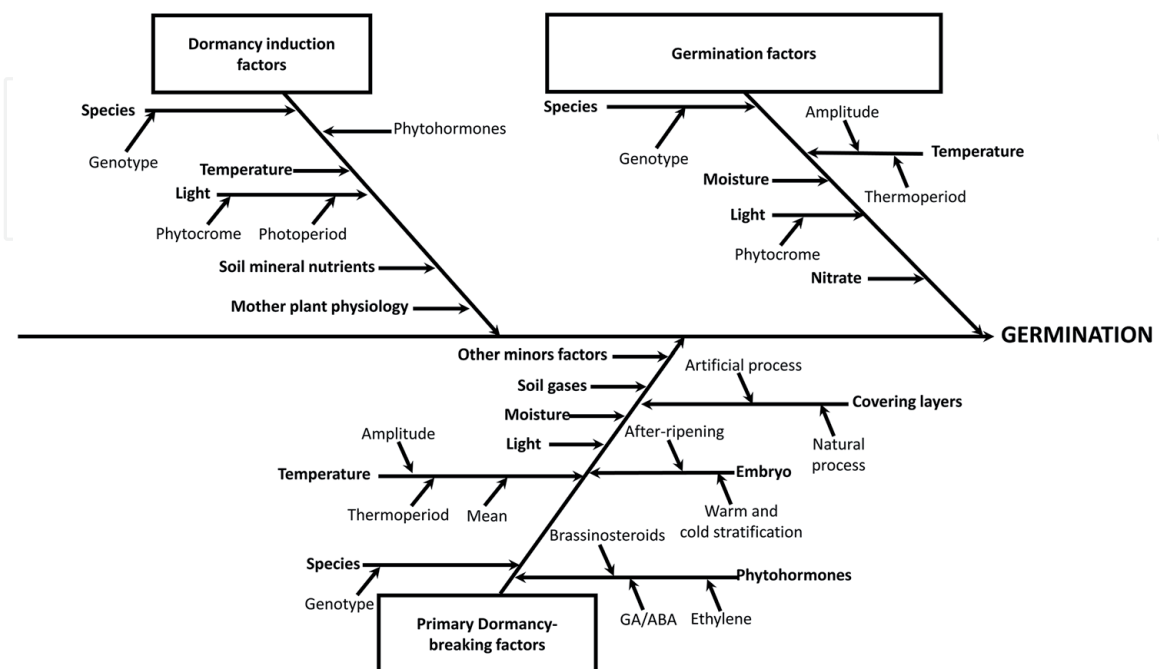 Dormancy induction
factors
Species
Phytohormones
Genotype
Temperature
Light
Phytocrome
Photoperiod
Soil mineral nutrients
Mother plant physiology
Germination factors
Species
Amplitude
Genotype
Temperature
Moisture
Thermoperiod
Light
Phytocrome
Nitrate
GERMINATION
Other minors factors
Artificial process
Soil gases
Covering layers
Moisture
After-ripening
Natural
process
Light
Amplitude
Temperature
Embryo
Thermoperiod
Mean
Warm and
cold stratification
Brassinosteroids
Species
Phytohormones
Genotype
GA/ABA
Ethylene
Primary Dormancy-
breaking factors